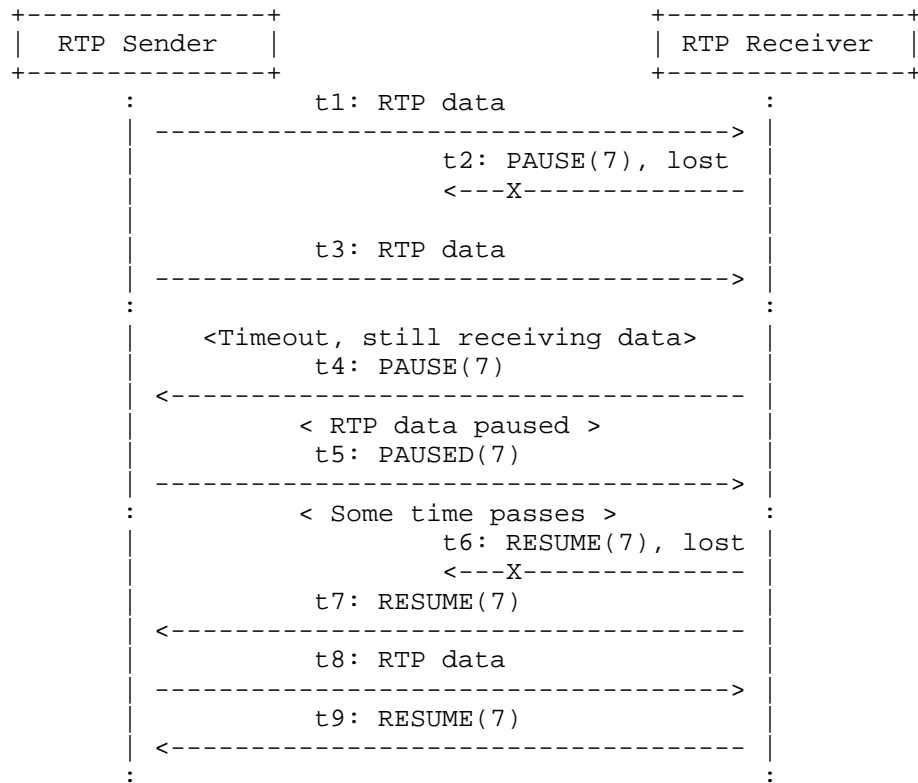 RTP Sender
RTP Receiver
t1: RTP data
t2: PAUSE(7), lost
t3: RTP data
<Timeout, still receiving data>
t4: PAUSE(7)
< RTP data paused >
t5: PAUSED(7)
< Some time passes >
t6: RESUME(7), lost
t7: RESUME(7)
t8: RTP data
t9: RESUME(7)